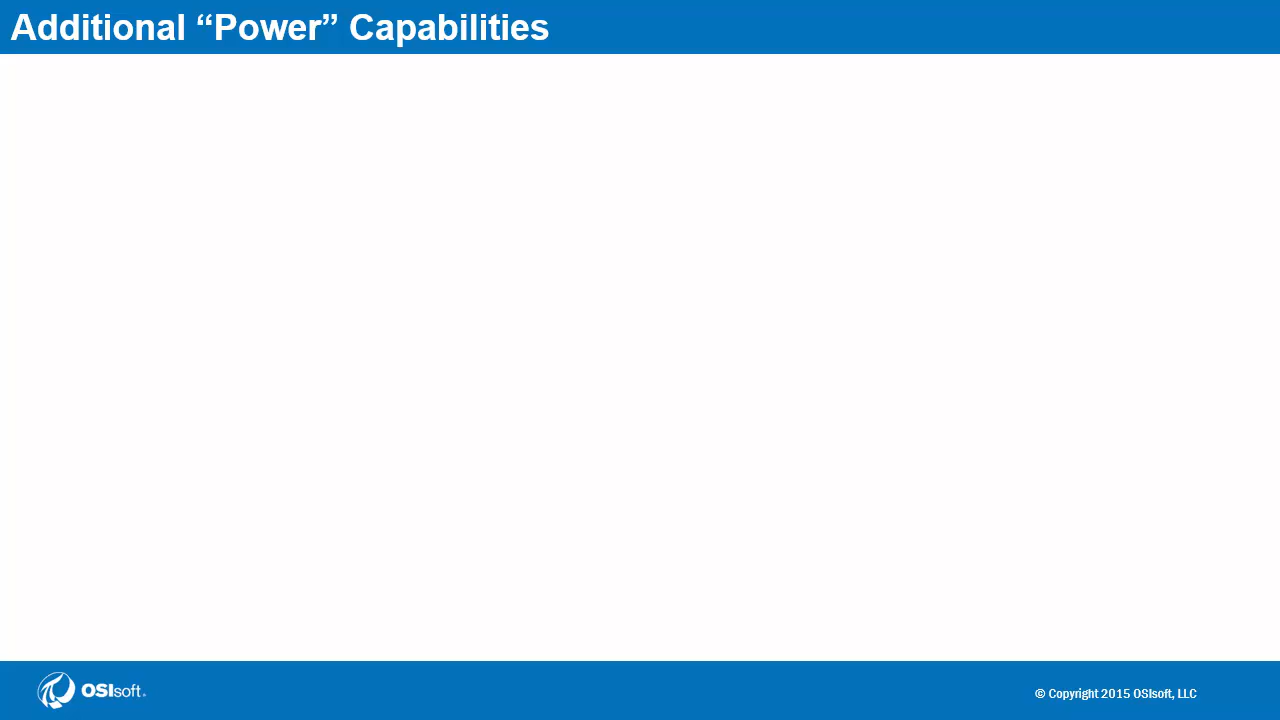 Additional “Power” Capabilities
OSIsoft.
© Copyright 2015 OSIsoft, LLC